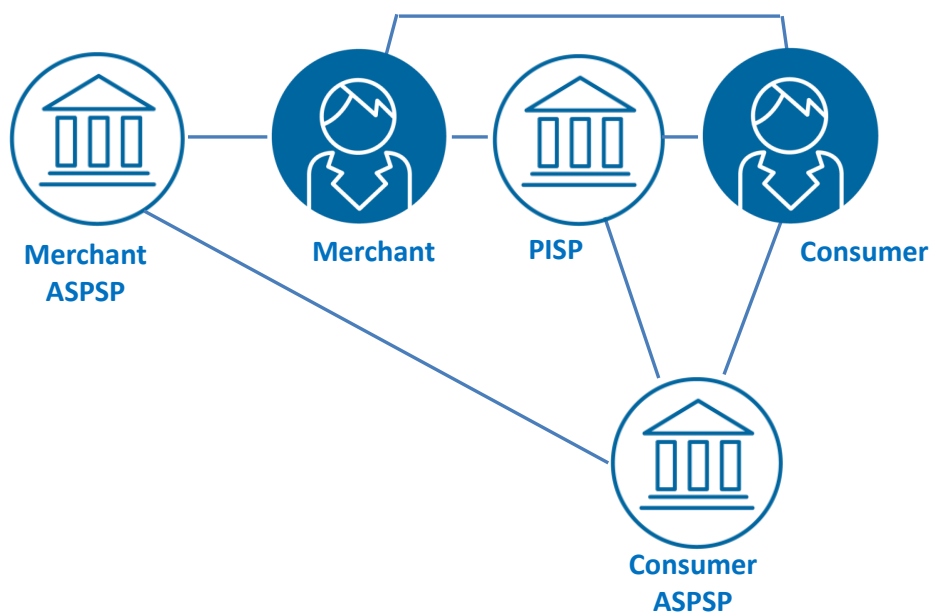 Merchant
ASPSP
Merchant
PISP
Consumer
Consumer
ASPSP